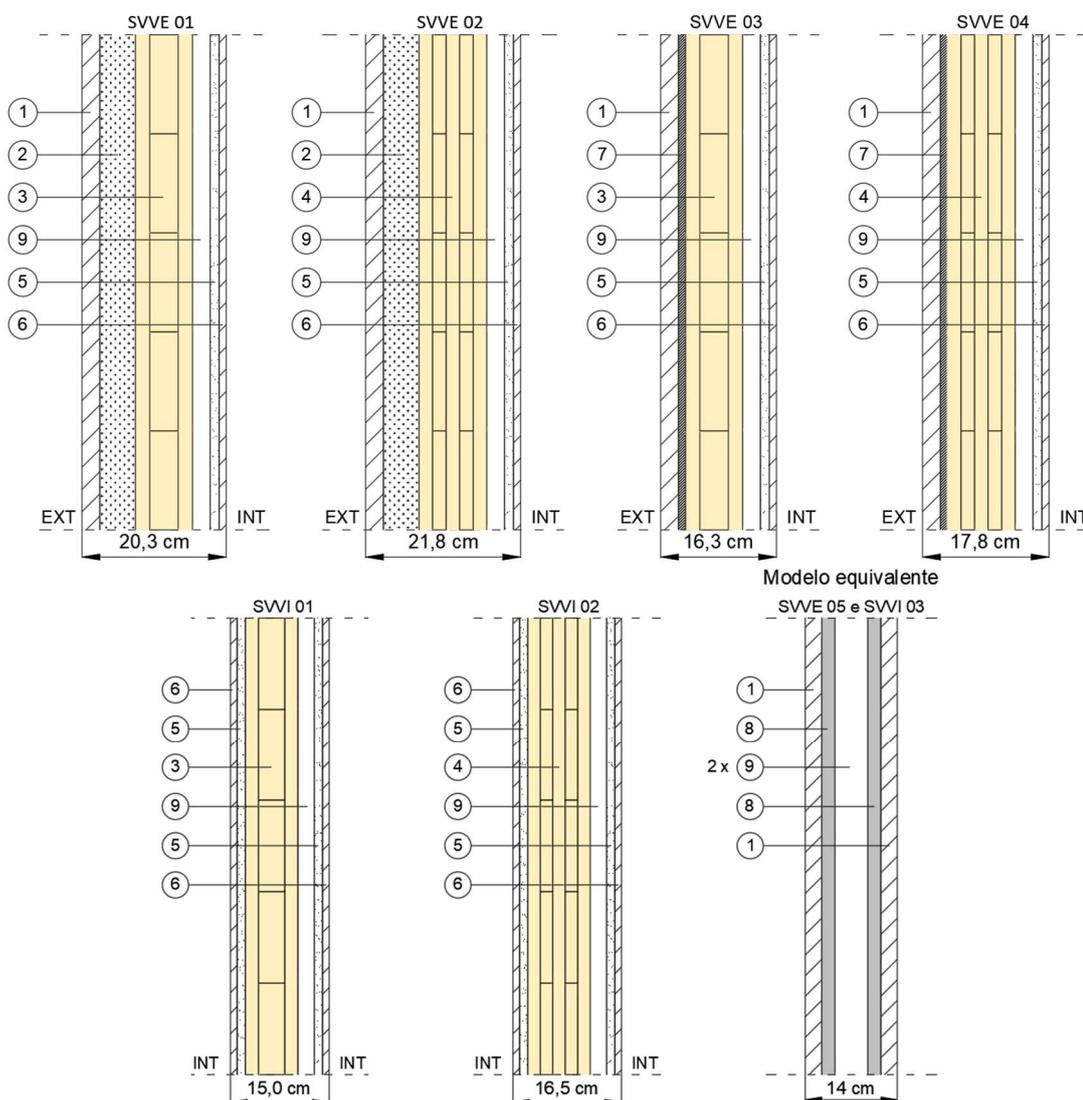 SVVE 01
1
2
3
9
5
6
EXT
INT
20,3 cm
SVVE 02
1
2
4
9
5
6
EXT
INT
21,8 cm
SVVE 03
1
7
3
9
5
6
EXT
INT
16,3 cm
SVVE 04
1
7
4
9
5
6
EXT
INT
17,8 cm
SVVI 01
6
5
3
9
5
6
INT
INT
15,0 cm
SVVI 02
6
5
4
9
5
6
INT
INT
16,5 cm
Modelo equivalente
SVVE 05 e SVVI 03
1
8
2 x 9
8
1
14 cm